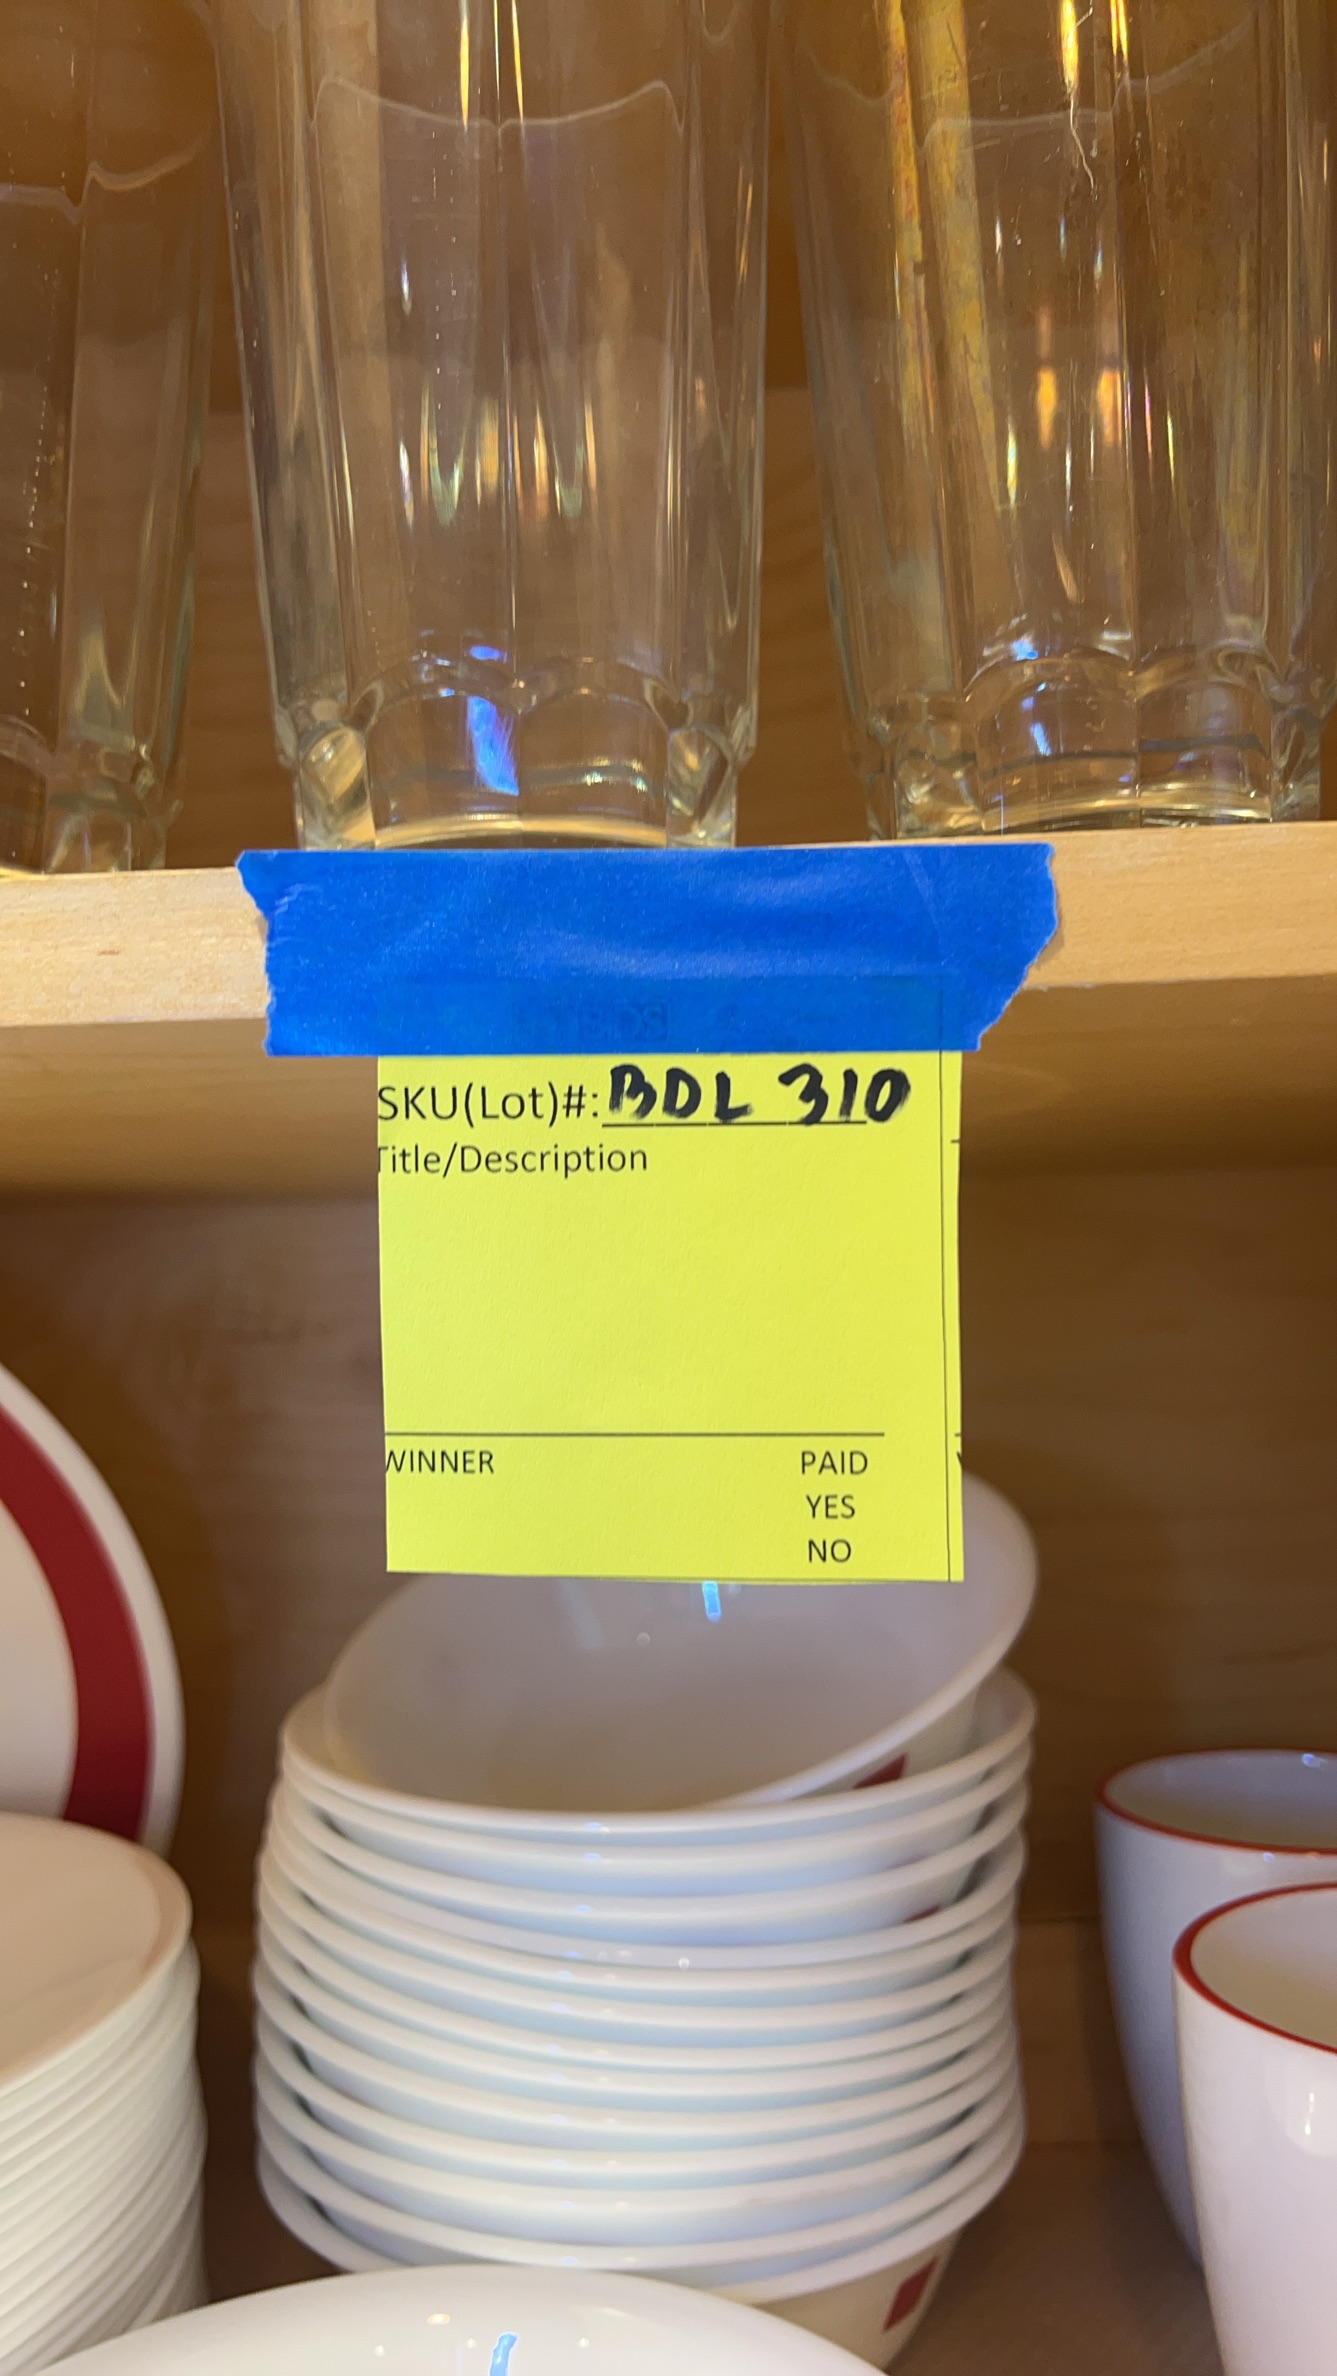 SKU(Lot)#: BDL 310
Title/Description
WINNER PAID
YES
NO